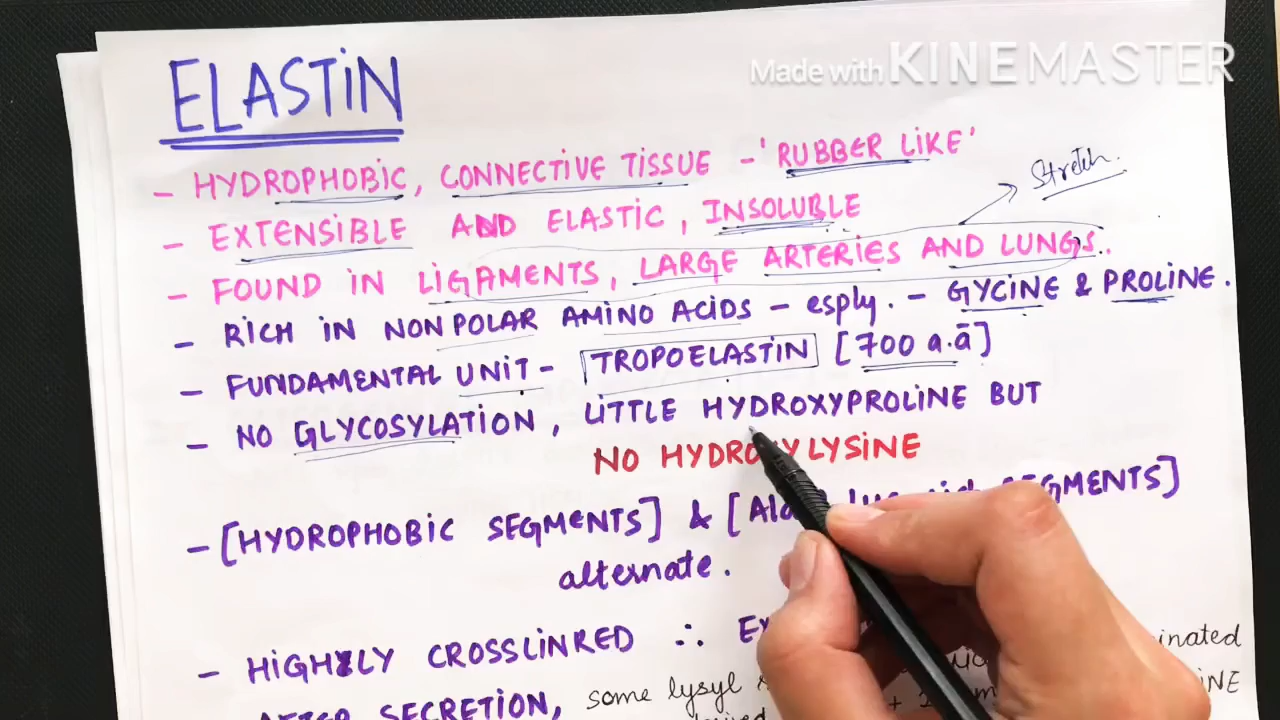 Made with KINEMASTER
ELASTIN
- HYDROPHOBIC, CONNECTIVE TISSUE - 'RUBBER LIKE'
Stretch.
- EXTENSIBLE AND ELASTIC, INSOLUBLE
- FOUND IN LIGAMENTS, LARGE ARTERIES AND LUNGS.
- RICH IN NONPOLAR AMINO ACIDS - esply. - GYCINE & PROLINE.
- FUNDAMENTAL UNIT - TROPOELASTIN [700 a.ā]
- NO GLYCOSYLATION, LITTLE HYDROXYPROLINE BUT
NO HYDROXYLYSINE
- [HYDROPHOBIC SEGMENTS] & [ SEGMENTS]
alternate.
- HIGHLY CROSSLINKED ∴
AFTER SECRETION, some lysyl